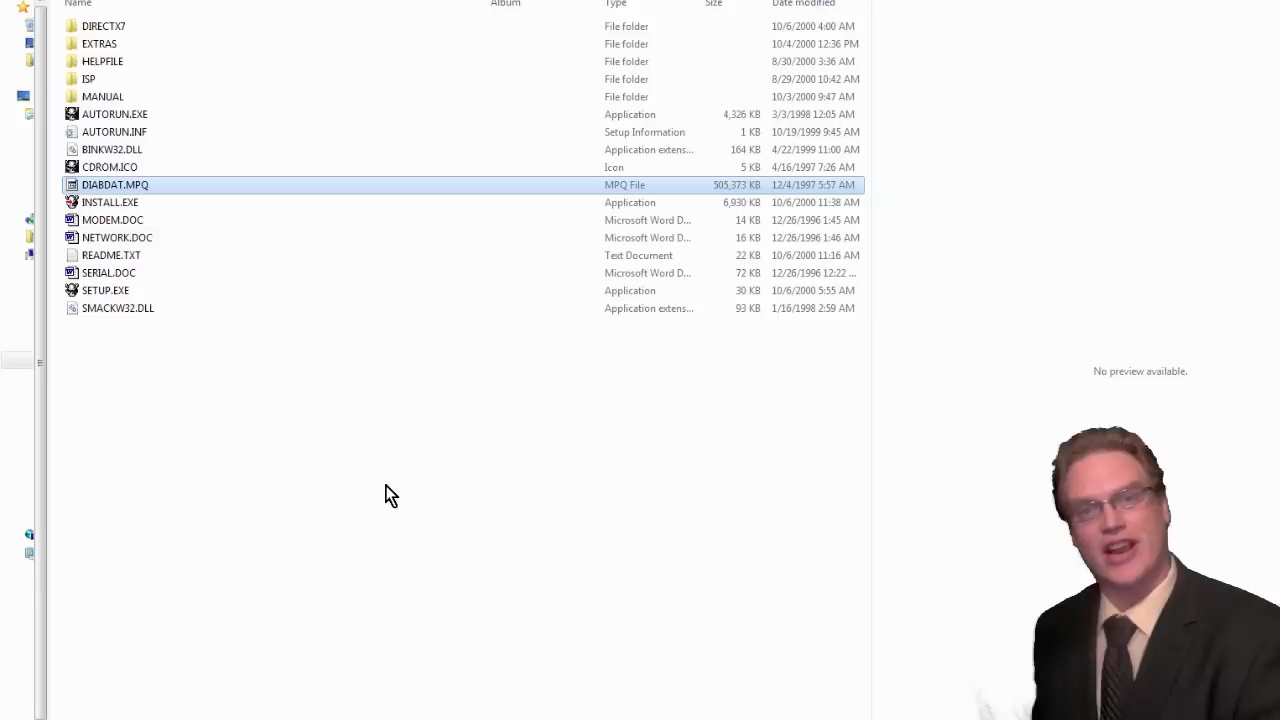 Name Album Type Size Date modified
DIRECTX7 File folder 10/6/2000 4:00 AM
EXTRAS File folder 10/4/2000 12:36 PM
HELPFILE File folder 8/30/2000 3:36 AM
ISP File folder 8/29/2000 10:42 AM
MANUAL File folder 10/3/2000 9:47 AM
AUTORUN.EXE Application 4,326 KB 3/3/1998 12:05 AM
AUTORUN.INF Setup Information 1 KB 10/19/1999 9:45 AM
BINKW32.DLL Application extens... 164 KB 4/22/1999 11:00 AM
CDROM.ICO Icon 5 KB 4/16/1997 7:26 AM
DIABDAT.MPQ MPQ File 505,373 KB 12/4/1997 5:57 AM
INSTALL.EXE Application 6,930 KB 10/6/2000 11:38 AM
MODEM.DOC Microsoft Word D... 14 KB 12/26/1996 1:45 AM
NETWORK.DOC Microsoft Word D... 16 KB 12/26/1996 1:46 AM
README.TXT Text Document 22 KB 10/6/2000 11:16 AM
SERIAL.DOC Microsoft Word D... 72 KB 12/26/1996 12:22 ...
SETUP.EXE Application 30 KB 10/6/2000 5:55 AM
SMACKW32.DLL Application extens... 93 KB 1/16/1998 2:59 AM
No preview available.